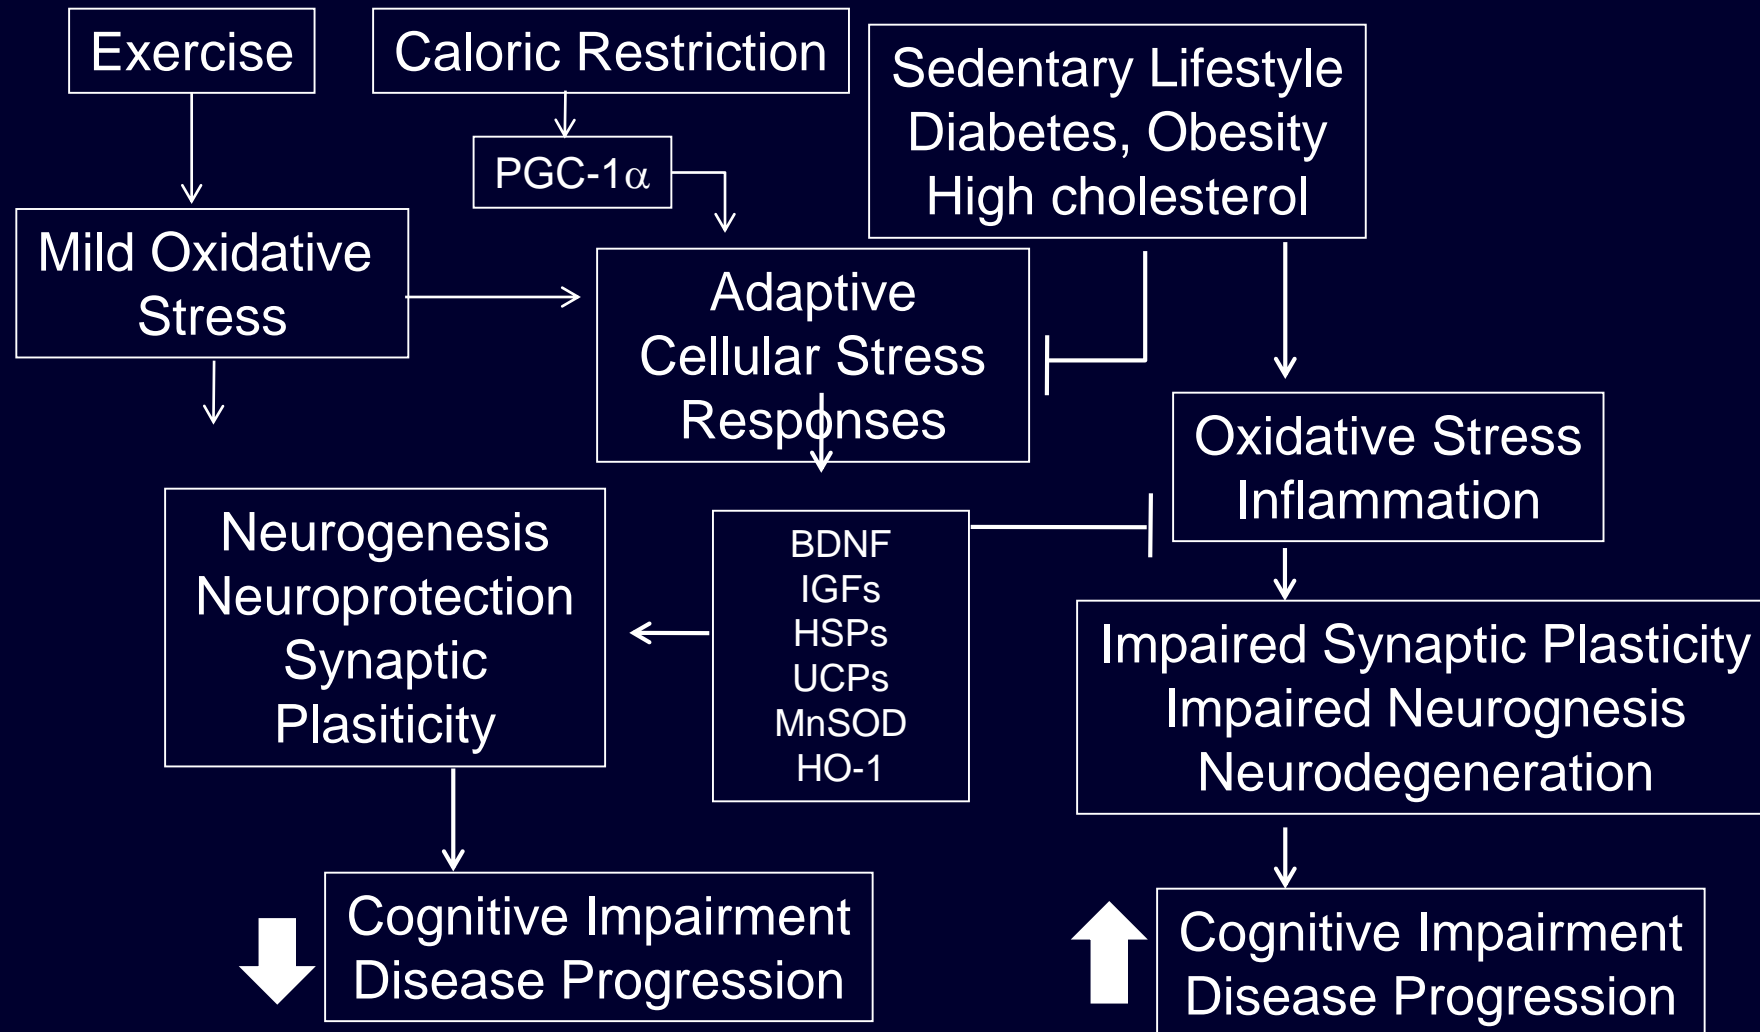 Exercise
Caloric Restriction
Sedentary Lifestyle
Diabetes, Obesity
High cholesterol
PGC-1α
Mild Oxidative
Stress
Adaptive
Cellular Stress
Responses
Oxidative Stress
Inflammation
Neurogenesis
Neuroprotection
Synaptic
Plasiticity
BDNF
IGFs
HSPs
UCPs
MnSOD
HO-1
Impaired Synaptic Plasticity
Impaired Neurognesis
Neurodegeneration
Cognitive Impairment
Disease Progression
Cognitive Impairment
Disease Progression